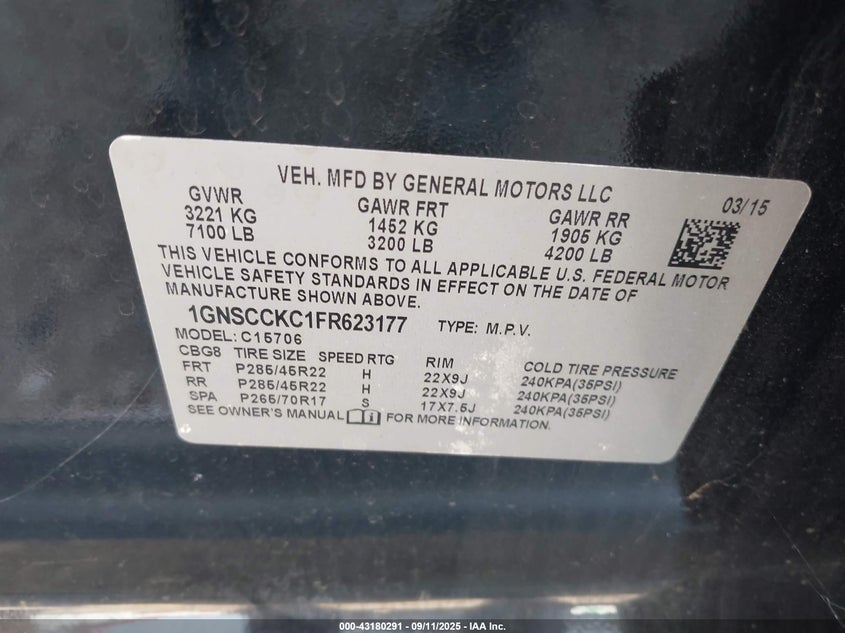 VEH. MFD BY GENERAL MOTORS LLC
03/15
GVWR GAWR FRT GAWR RR
3221 KG 1452 KG 1905 KG
7100 LB 3200 LB 4200 LB
THIS VEHICLE CONFORMS TO ALL APPLICABLE U.S. FEDERAL MOTOR
VEHICLE SAFETY STANDARDS IN EFFECT ON THE DATE OF
MANUFACTURE SHOWN ABOVE.
1GNSCCKC1FR623177 TYPE: M.P.V.
MODEL: C15706
CBG8 TIRE SIZE SPEED RTG RIM COLD TIRE PRESSURE
FRT P285/45R22 H 22X9J 240KPA(35PSI)
RR P285/45R22 H 22X9J 240KPA(35PSI)
SPA P265/70R17 S 17X7.5J 240KPA(35PSI)
SEE OWNER'S MANUAL FOR MORE INFORMATION.
000-43180291 - 09/11/2025 - IAA Inc.